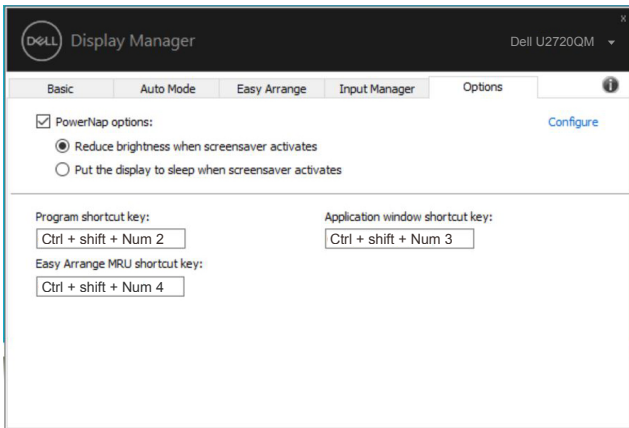 DELL Display Manager
x
Dell U2720QM
Basic Auto Mode Easy Arrange Input Manager Options i
PowerNap options: Configure
Reduce brightness when screensaver activates
Put the display to sleep when screensaver activates
Program shortcut key: Application window shortcut key:
Ctrl + shift + Num 2 Ctrl + shift + Num 3
Easy Arrange MRU shortcut key:
Ctrl + shift + Num 4